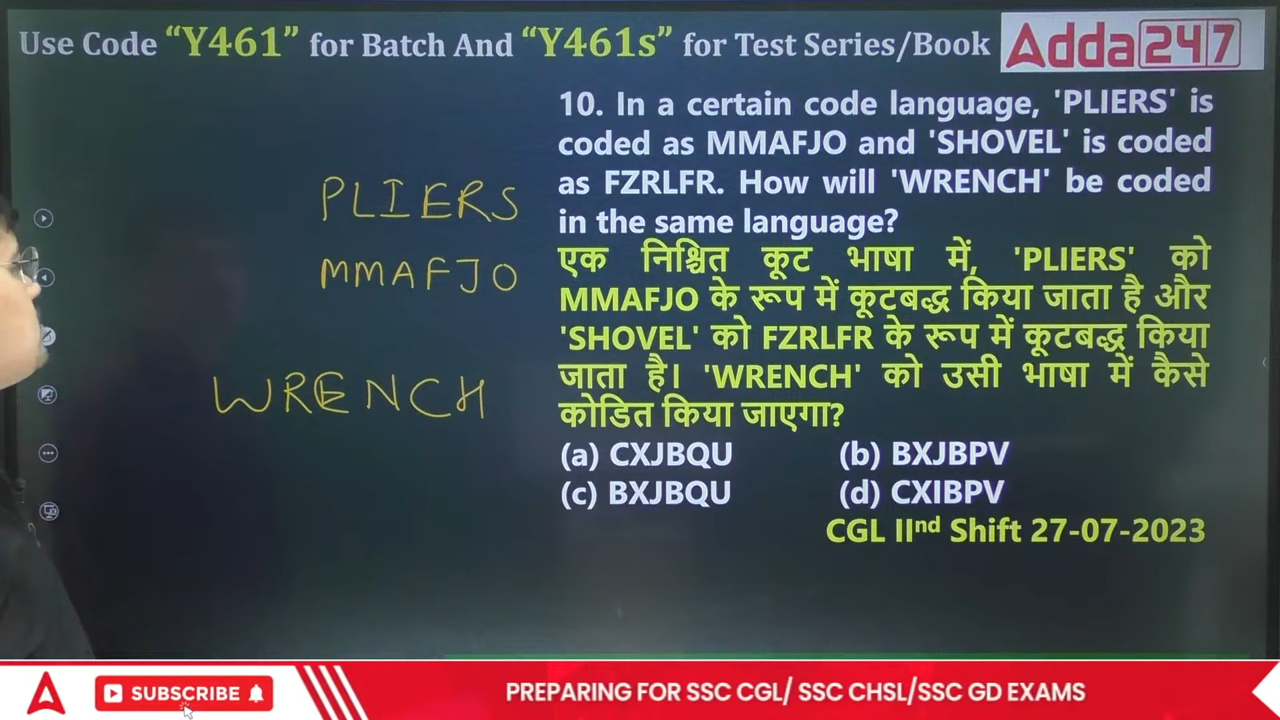 Use Code “Y461” for Batch And “Y461s” for Test Series/Book
Adda247
10. In a certain code language, 'PLIERS' is
coded as MMAFJO and 'SHOVEL' is coded
as FZRLFR. How will 'WRENCH' be coded
in the same language?
एक निश्चित कूट भाषा में, 'PLIERS' को
MMAFJO के रूप में कूटबद्ध किया जाता है और
'SHOVEL' को FZRLFR के रूप में कूटबद्ध किया
जाता है। 'WRENCH' को उसी भाषा में कैसे
कोडित किया जाएगा?
(a) CXJBQU (b) BXJBPV
(c) BXJBQU (d) CXIBPV
CGL IInd Shift 27-07-2023
PLIERS
MMAFJO
WRENCH
SUBSCRIBE
PREPARING FOR SSC CGL/ SSC CHSL/SSC GD EXAMS